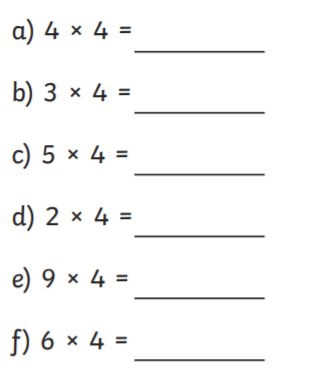 a) 4 × 4 =
b) 3 × 4 =
c) 5 × 4 =
d) 2 × 4 =
e) 9 × 4 =
f) 6 × 4 =